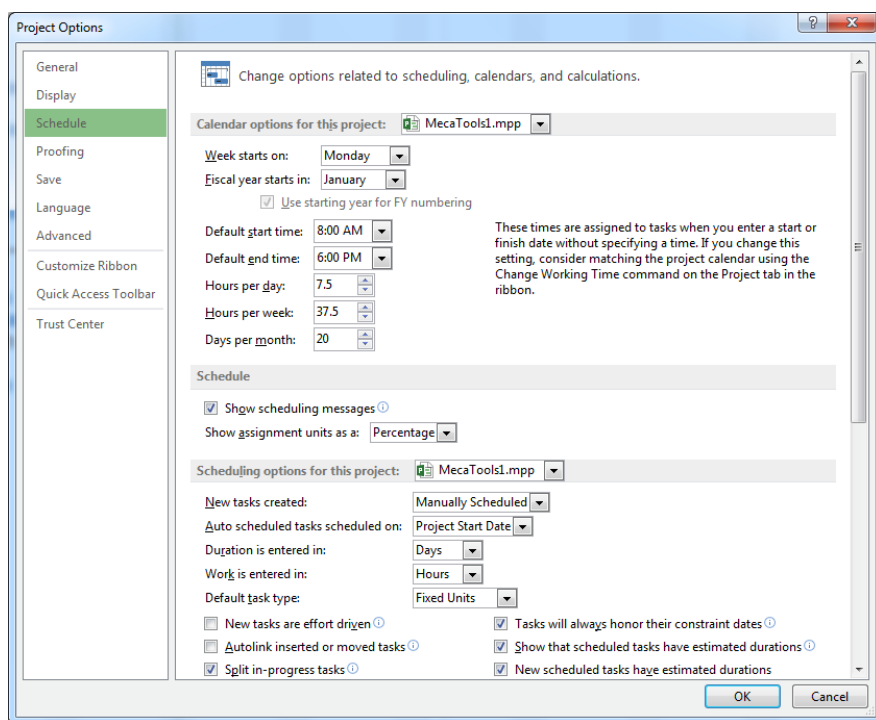 Project Options
General
Display
Schedule
Proofing
Save
Language
Advanced
Customize Ribbon
Quick Access Toolbar
Trust Center
Change options related to scheduling, calendars, and calculations.
Calendar options for this project: MecaTools1.mpp
Week starts on: Monday
Fiscal year starts in: January
Use starting year for FY numbering
Default start time: 8:00 AM
Default end time: 6:00 PM
Hours per day: 7.5
Hours per week: 37.5
Days per month: 20
These times are assigned to tasks when you enter a start or
finish date without specifying a time. If you change this
setting, consider matching the project calendar using the
Change Working Time command on the Project tab in the
ribbon.
Schedule
Show scheduling messages
Show assignment units as a: Percentage
Scheduling options for this project: MecaTools1.mpp
New tasks created: Manually Scheduled
Auto scheduled tasks scheduled on: Project Start Date
Duration is entered in: Days
Work is entered in: Hours
Default task type: Fixed Units
New tasks are effort driven
Tasks will always honor their constraint dates
Autolink inserted or moved tasks
Show that scheduled tasks have estimated durations
Split in-progress tasks
New scheduled tasks have estimated durations
OK Cancel